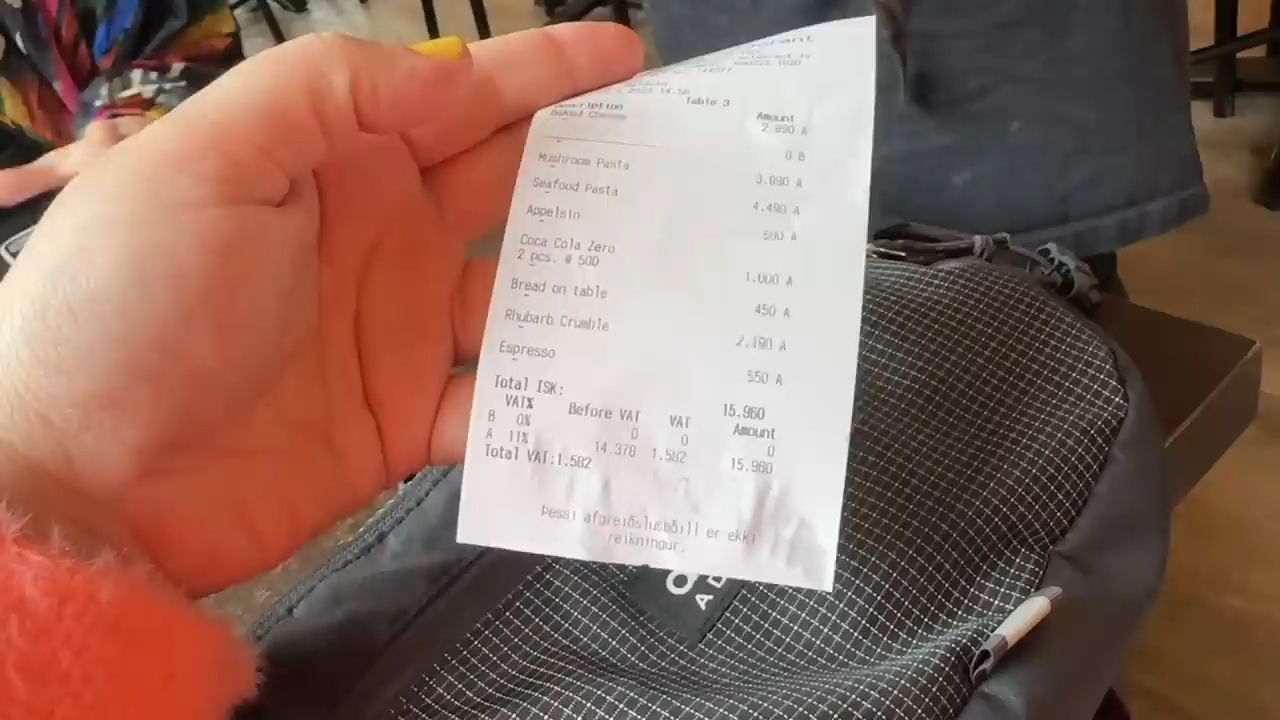 Table 3
Amount
Baked Cheese 2.890 A
0 B
Mushroom Pasta 3.890 A
Seafood Pasta 4.490 A
Appelsin 500 A
Coca Cola Zero
2 pcs. @ 500 1.000 A
Bread on table 450 A
Rhubarb Crumble 2.190 A
Espresso 550 A
Total ISK: 15.960
VAT% Before VAT VAT Amount
B 0% 0 0 0
A 11% 14.378 1.582 15.960
Total VAT:1.582
Þessi afgreiðsluseðill er ekki
reikningur.